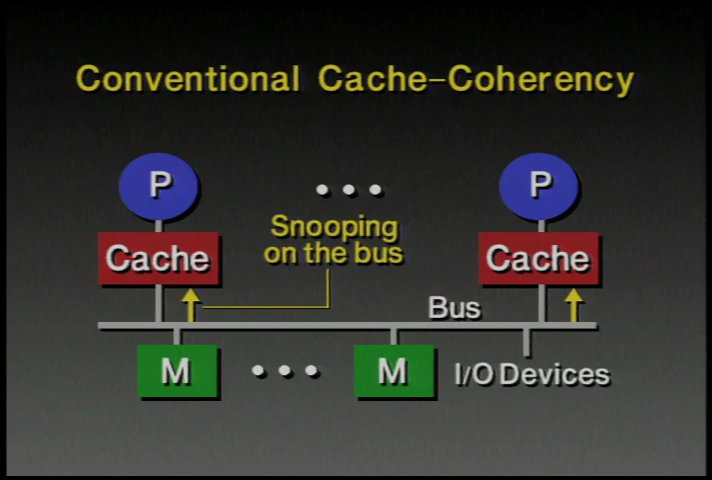 Conventional Cache-Coherency
P
P
Snooping
on the bus
Cache
Cache
Bus
M
M
I/O Devices